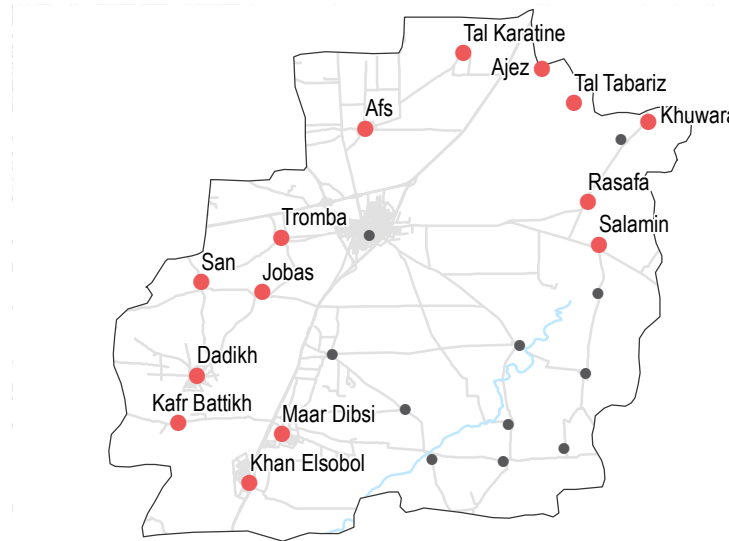 Tal Karatine
Ajez
Tal Tabariz
Afs
Khuwara
Rasafa
Tromba
Salamin
San
Jobas
Dadikh
Kafr Battikh
Maar Dibsi
Khan Elsobol